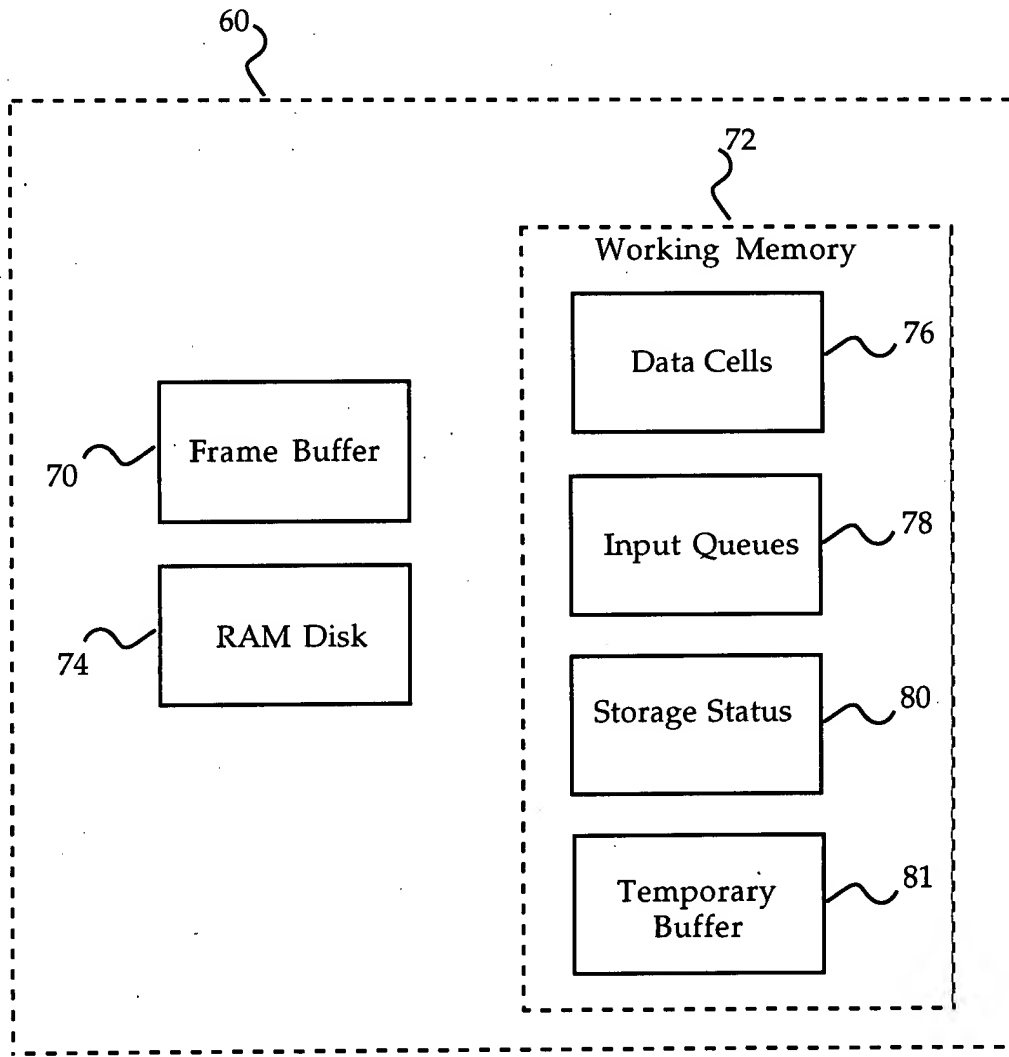 60
72
Working Memory
Data Cells
76
Frame Buffer
70
Input Queues
78
RAM Disk
74
Storage Status
80
Temporary
Buffer
81